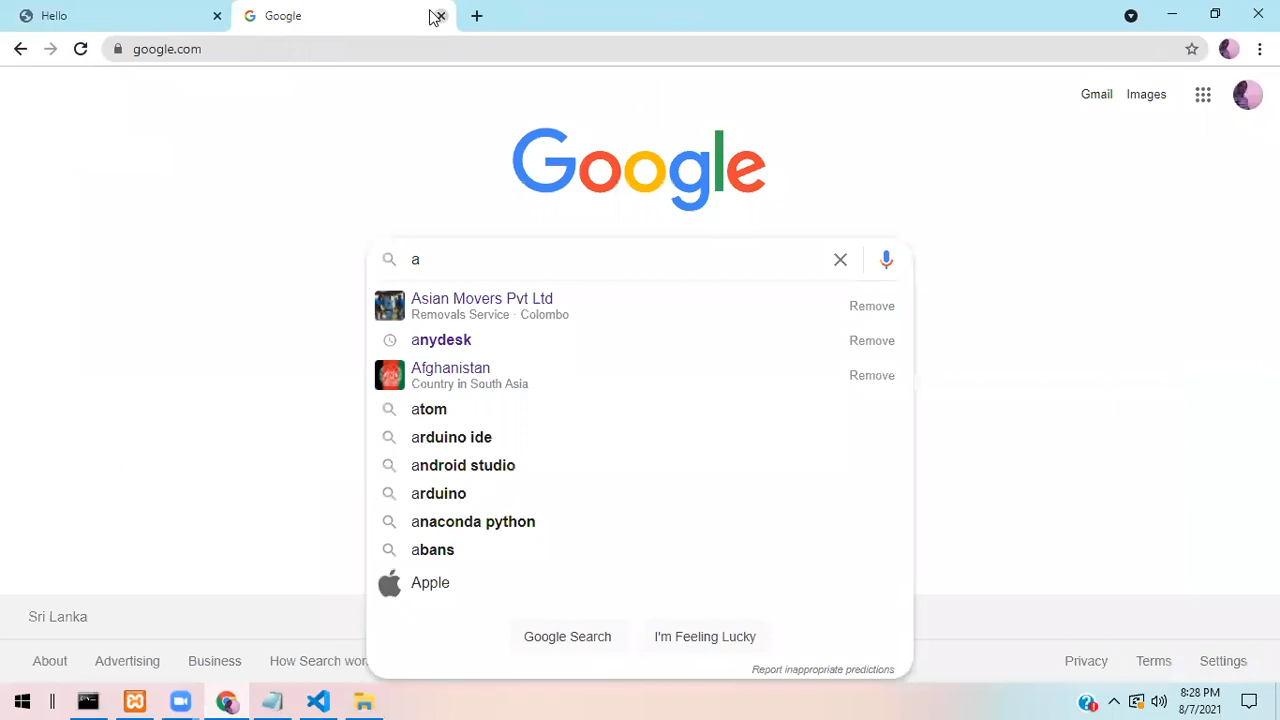 Hello
Google
google.com
Gmail Images
Google
a
Asian Movers Pvt Ltd
Removals Service · Colombo
Remove
anydesk
Remove
Afghanistan
Country in South Asia
Remove
atom
arduino ide
android studio
arduino
anaconda python
abans
Apple
Google Search I'm Feeling Lucky
Report inappropriate predictions
Sri Lanka
About Advertising Business How Search Privacy Terms Settings
8:28 PM
8/7/2021